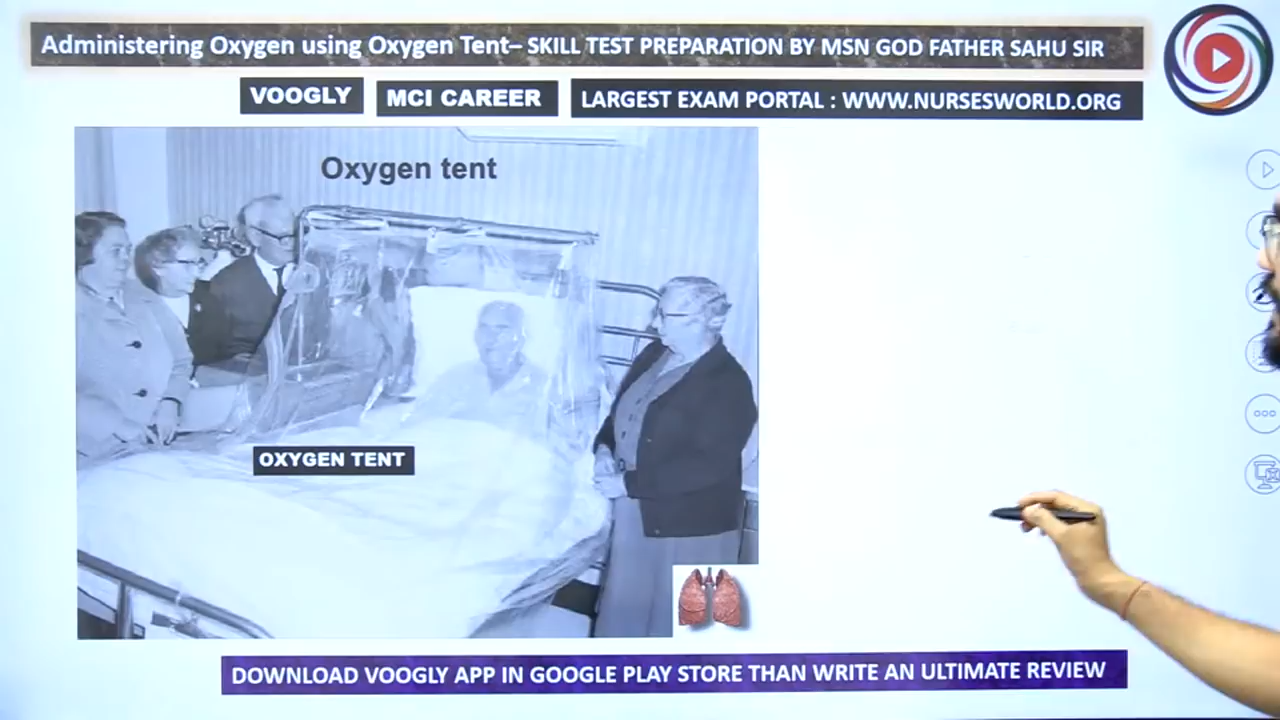 Administering Oxygen using Oxygen Tent– SKILL TEST PREPARATION BY MSN GOD FATHER SAHU SIR
VOOGLY
MCI CAREER
LARGEST EXAM PORTAL : WWW.NURSESWORLD.ORG
Oxygen tent
OXYGEN TENT
DOWNLOAD VOOGLY APP IN GOOGLE PLAY STORE THAN WRITE AN ULTIMATE REVIEW